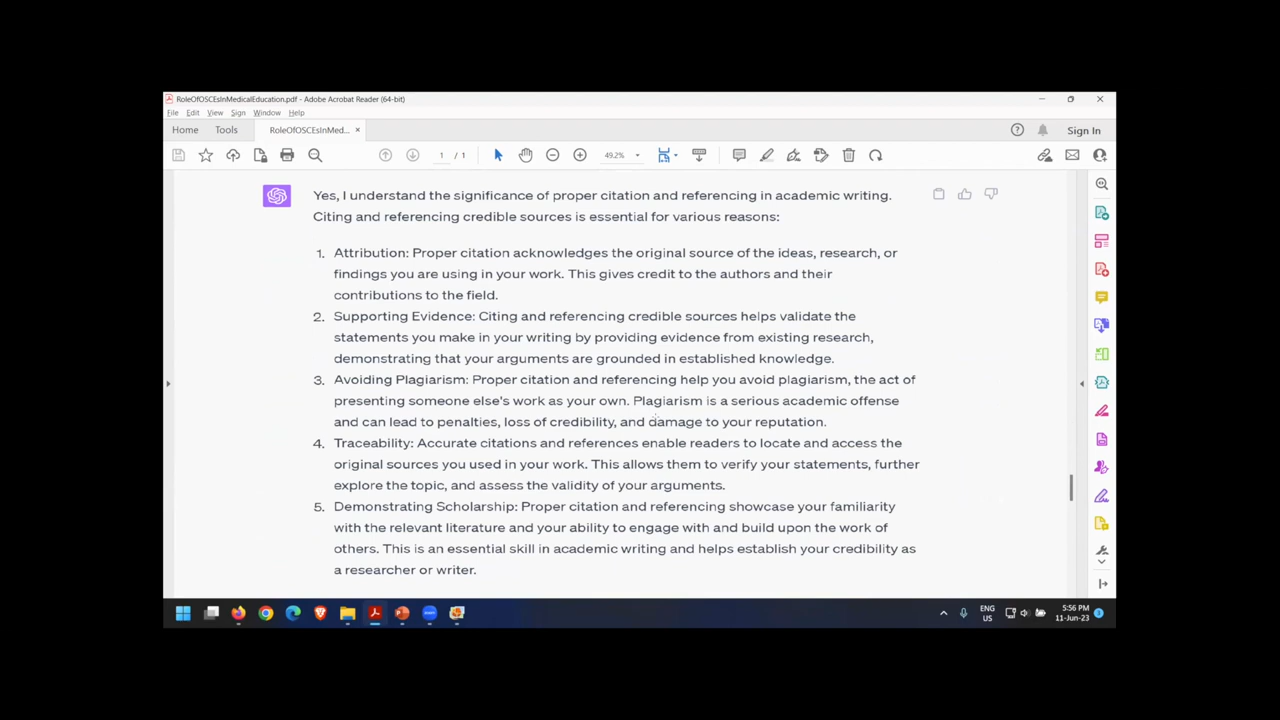 RoleOfOSCEsInMedicalEducation.pdf - Adobe Acrobat Reader (64-bit)
File Edit View Sign Window Help
Home Tools RoleOfOSCEsInMed... × Sign In
1 / 1 49.2%
Yes, I understand the significance of proper citation and referencing in academic writing.
Citing and referencing credible sources is essential for various reasons:
1. Attribution: Proper citation acknowledges the original source of the ideas, research, or
findings you are using in your work. This gives credit to the authors and their
contributions to the field.
2. Supporting Evidence: Citing and referencing credible sources helps validate the
statements you make in your writing by providing evidence from existing research,
demonstrating that your arguments are grounded in established knowledge.
3. Avoiding Plagiarism: Proper citation and referencing help you avoid plagiarism, the act of
presenting someone else's work as your own. Plagiarism is a serious academic offense
and can lead to penalties, loss of credibility, and damage to your reputation.
4. Traceability: Accurate citations and references enable readers to locate and access the
original sources you used in your work. This allows them to verify your statements, further
explore the topic, and assess the validity of your arguments.
5. Demonstrating Scholarship: Proper citation and referencing showcase your familiarity
with the relevant literature and your ability to engage with and build upon the work of
others. This is an essential skill in academic writing and helps establish your credibility as
a researcher or writer.
ENG
US
5:56 PM
11-Jun-23